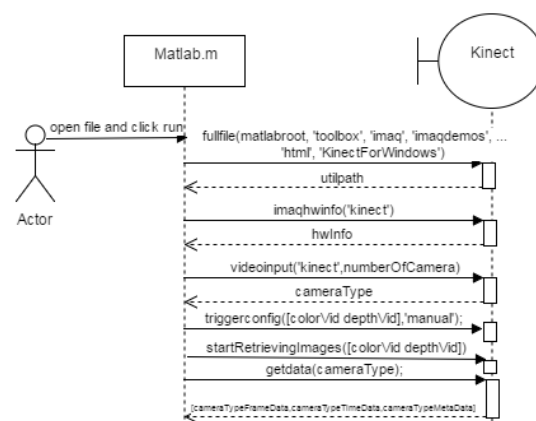 Matlab.m
Kinect
open file and click run
fullfile(matlabroot, 'toolbox', 'imaq', 'imaqdemos', ...
'html', 'KinectForWindows')
utilpath
Actor
imaqhwinfo('kinect')
hwInfo
videoinput('kinect',numberOfCamera)
cameraType
triggerconfig([colorVid depthVid],'manual');
startRetrievingImages([colorVid depthVid])
getdata(cameraType);
[cameraTypeFrameData,cameraTypeTimeData,cameraTypeMetaData]